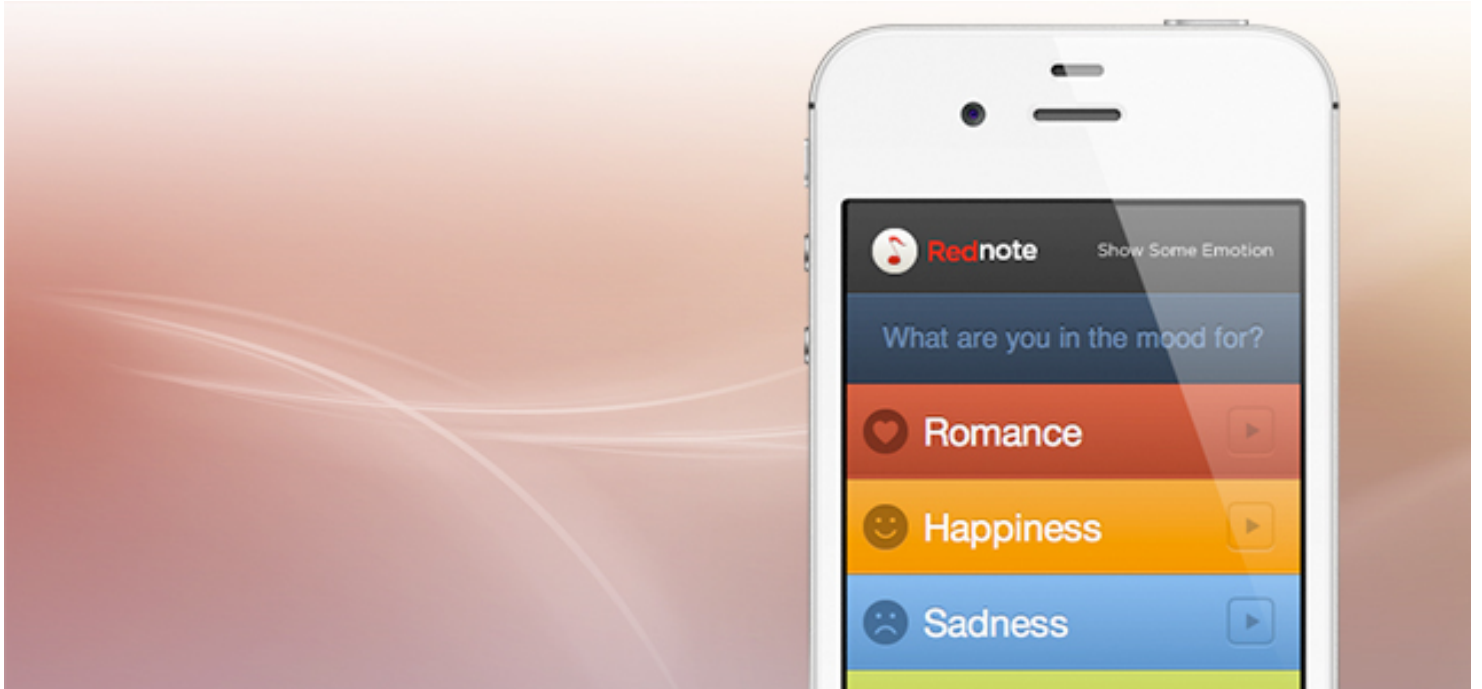 Rednote
Show Some Emotion
What are you in the mood for?
Romance
Happiness
Sadness